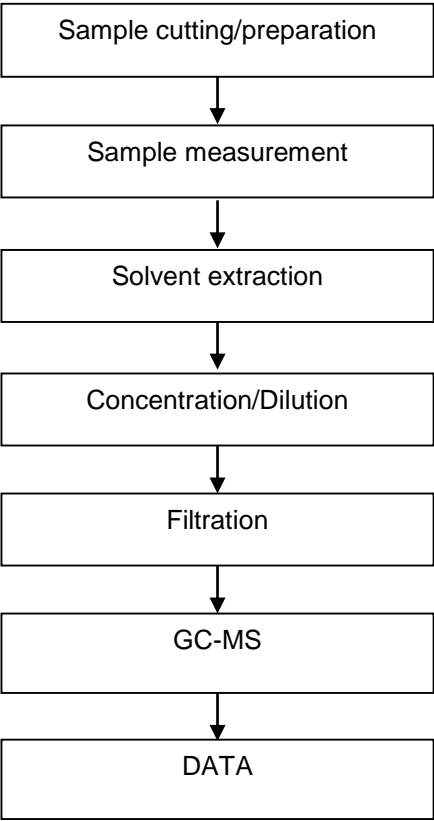 Sample cutting/preparation
Sample measurement
Solvent extraction
Concentration/Dilution
Filtration
GC-MS
DATA